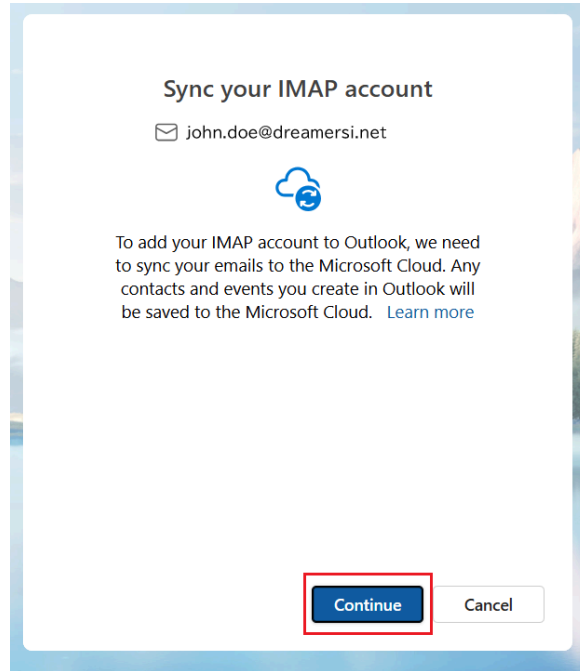 Sync your IMAP account
john.doe@dreamersi.net
To add your IMAP account to Outlook, we need
to sync your emails to the Microsoft Cloud. Any
contacts and events you create in Outlook will
be saved to the Microsoft Cloud. Learn more
Continue Cancel